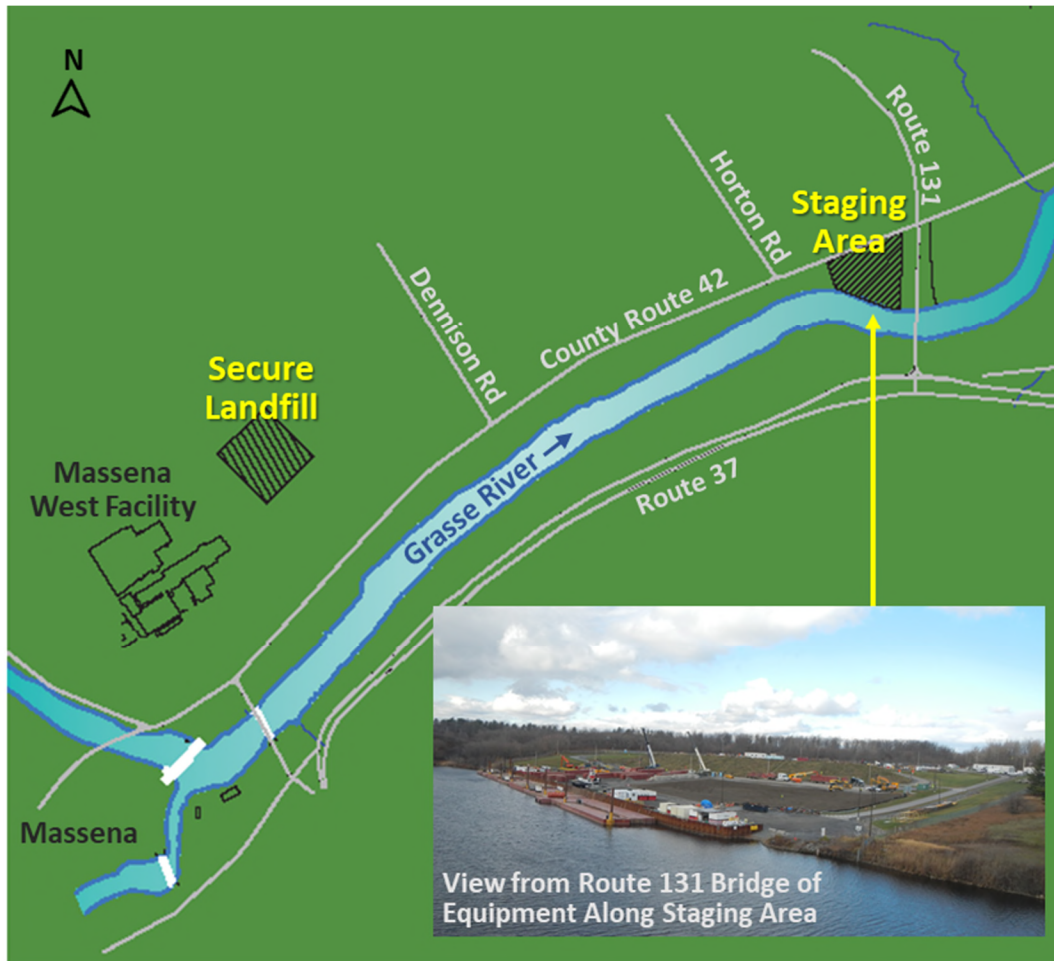 N
Route 131
Horton Rd
Staging
Area
Dennison Rd
County Route 42
Secure
Landfill
Massena
West Facility
Grasse River
Route 37
Massena
View from Route 131 Bridge of
Equipment Along Staging Area